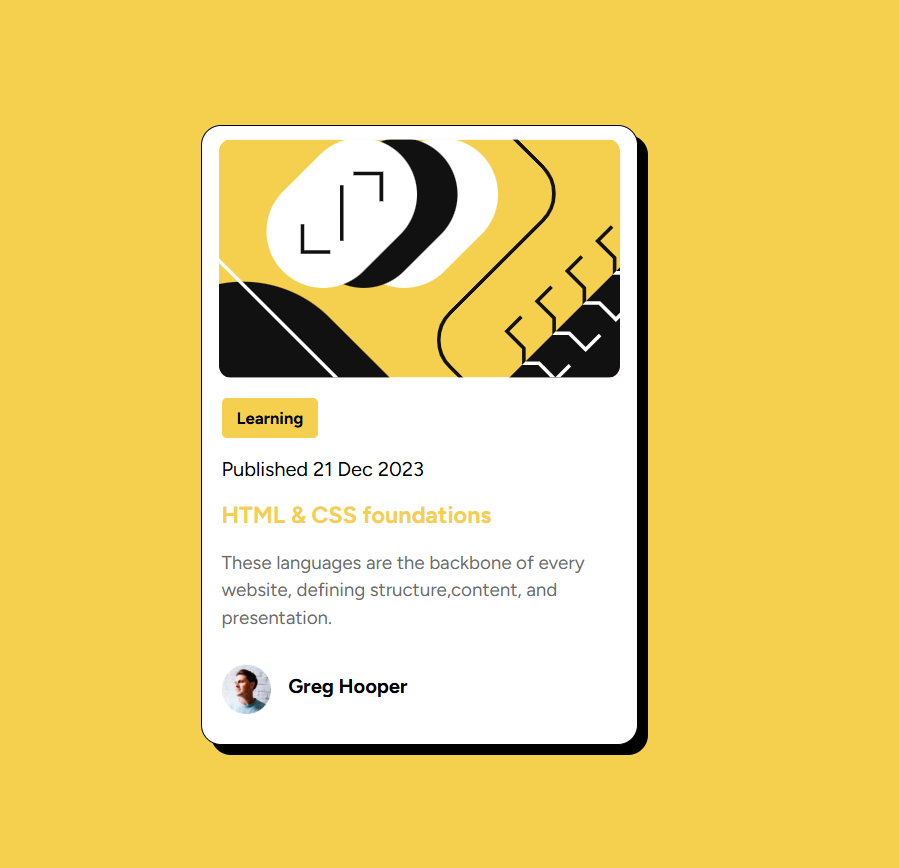 Learning
Published 21 Dec 2023
HTML & CSS foundations
These languages are the backbone of every
website, defining structure,content, and
presentation.
Greg Hooper